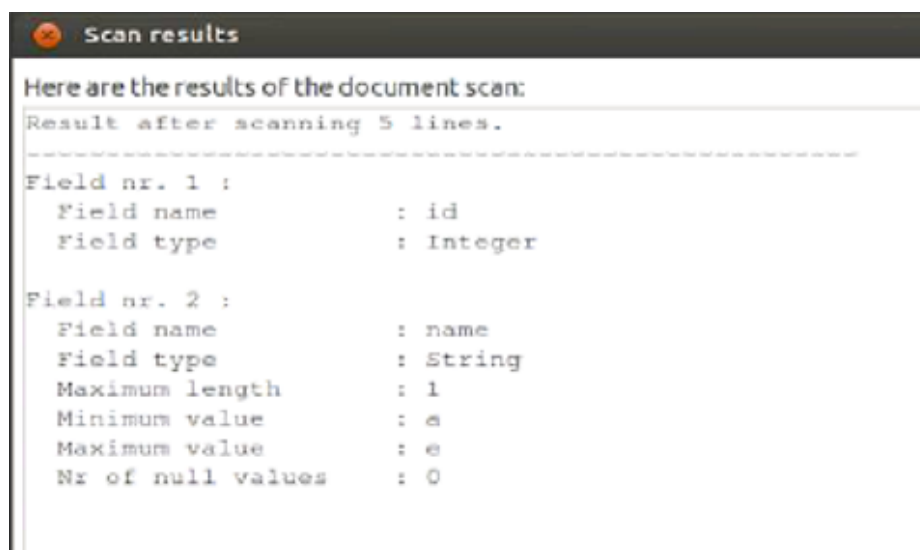 Scan results
Here are the results of the document scan:
Result after scanning 5 lines.
----------------------------------------------------
Field nr. 1 :
  Field name           : id
  Field type           : Integer

Field nr. 2 :
  Field name           : name
  Field type           : String
  Maximum length       : 1
  Minimum value        : a
  Maximum value        : e
  Nr of null values    : 0